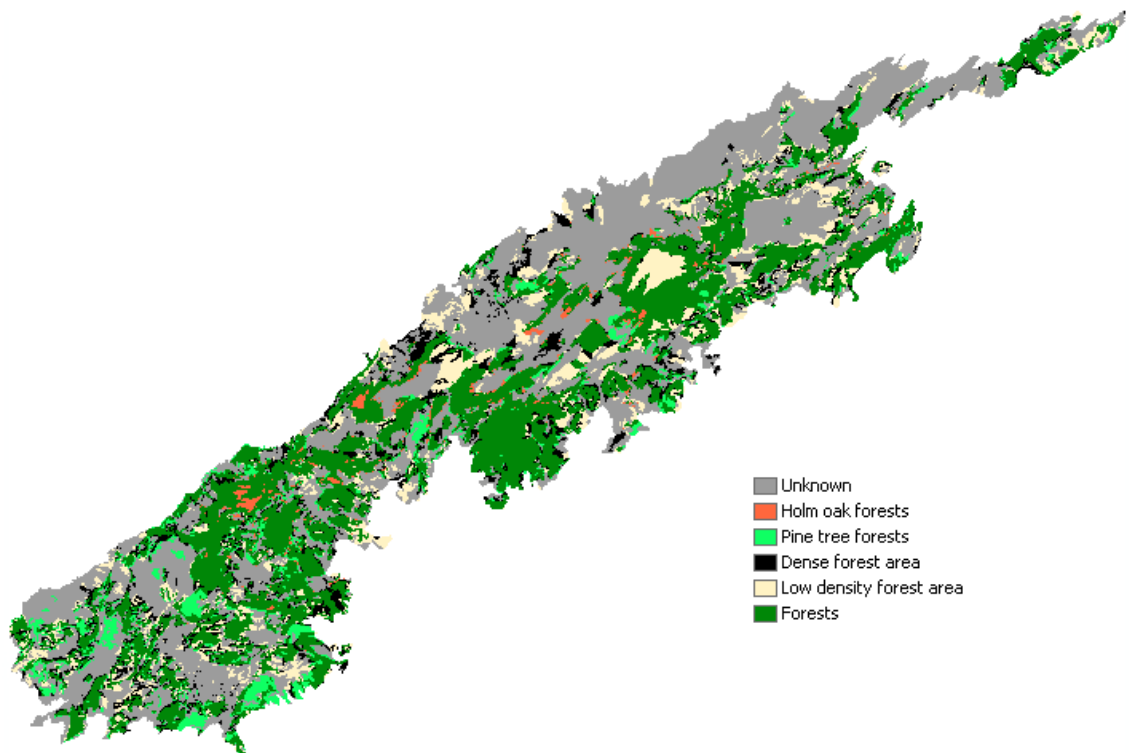 Unknown
Holm oak forests
Pine tree forests
Dense forest area
Low density forest area
Forests